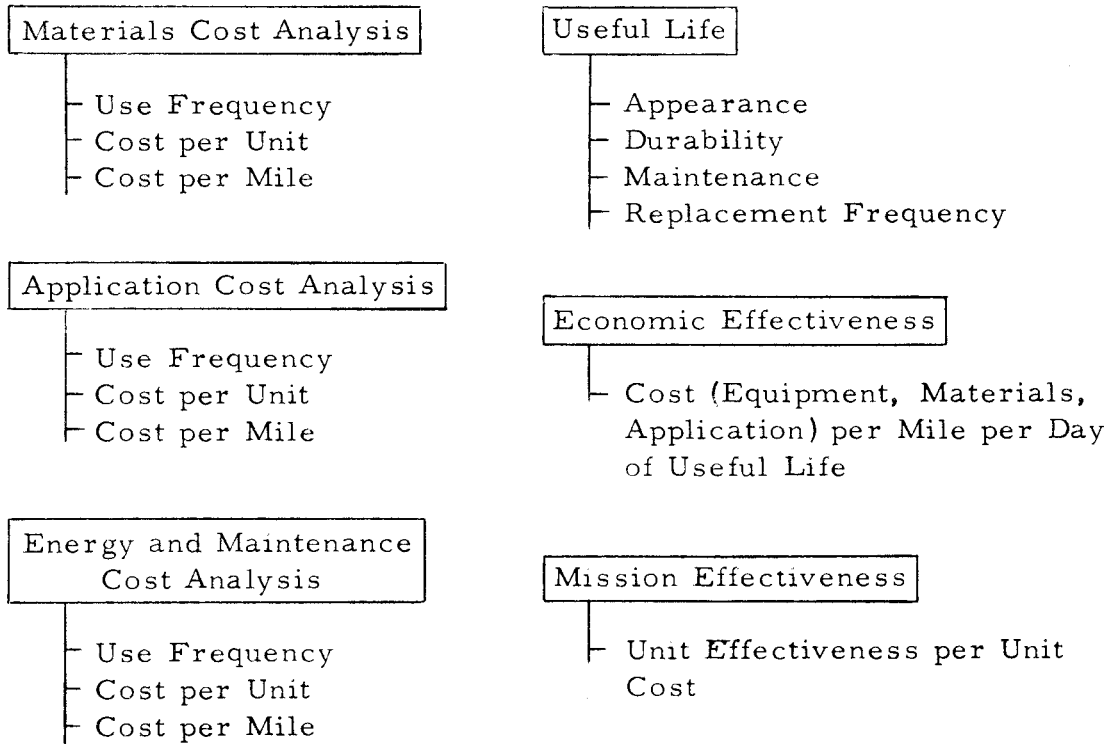 Materials Cost Analysis
Use Frequency
Cost per Unit
Cost per Mile
Application Cost Analysis
Use Frequency
Cost per Unit
Cost per Mile
Energy and Maintenance
Cost Analysis
Use Frequency
Cost per Unit
Cost per Mile
Useful Life
Appearance
Durability
Maintenance
Replacement Frequency
Economic Effectiveness
Cost (Equipment, Materials,
Application) per Mile per Day
of Useful Life
Mission Effectiveness
Unit Effectiveness per Unit
Cost